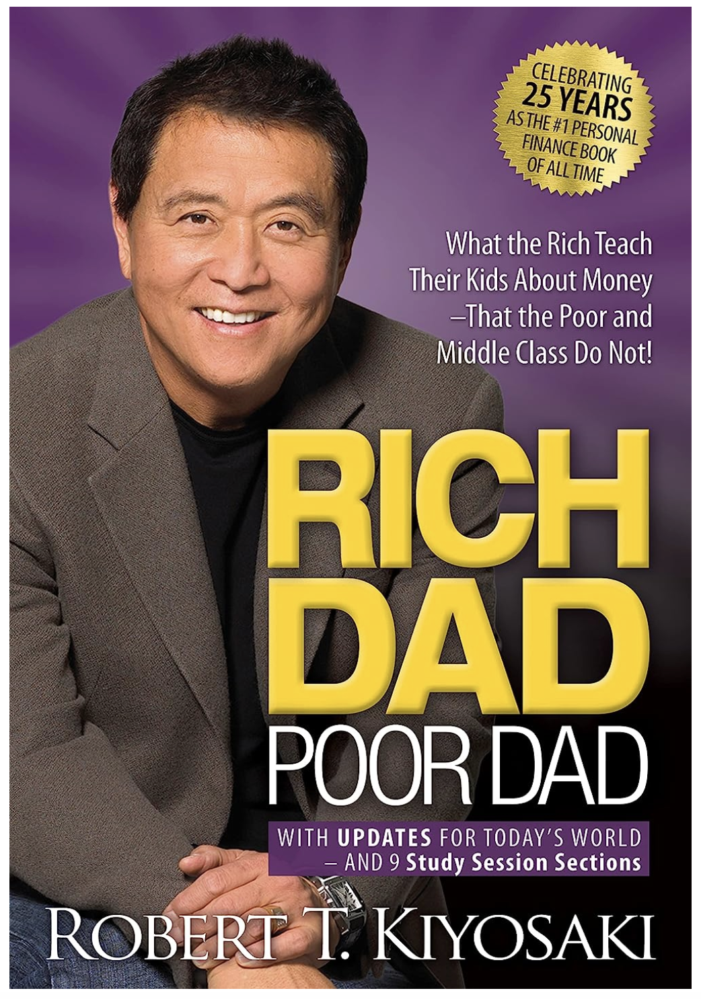 CELEBRATING
25 YEARS
AS THE #1 PERSONAL
FINANCE BOOK
OF ALL TIME
What the Rich Teach
Their Kids About Money
–That the Poor and
Middle Class Do Not!
RICH
DAD
POOR DAD
WITH UPDATES FOR TODAY'S WORLD
– AND 9 Study Session Sections
ROBERT T. KIYOSAKI